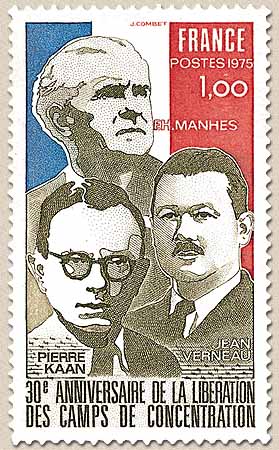 J. COMBET
FRANCE
POSTES 1975
1,00
F.H. MANHES
PIERRE
KAAN
JEAN
VERNEAU
30e ANNIVERSAIRE DE LA LIBERATION
DES CAMPS DE CONCENTRATION